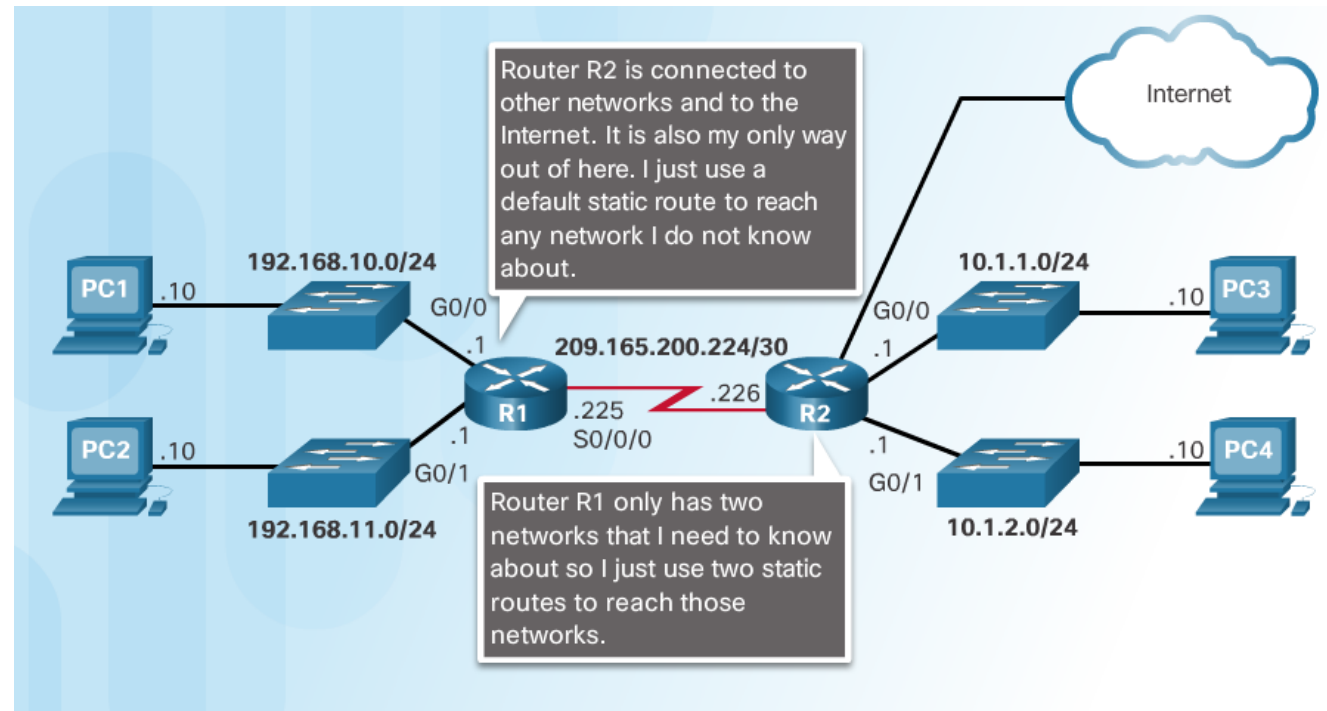 Router R2 is connected to
other networks and to the
Internet. It is also my only way
out of here. I just use a
default static route to reach
any network I do not know
about.
Internet
192.168.10.0/24
10.1.1.0/24
PC1
.10
G0/0
.1
209.165.200.224/30
G0/0
.1
.10
PC3
R1
.225
S0/0/0
.226
R2
PC2
.10
.1
G0/1
192.168.11.0/24
.1
G0/1
.10
PC4
10.1.2.0/24
Router R1 only has two
networks that I need to know
about so I just use two static
routes to reach those
networks.